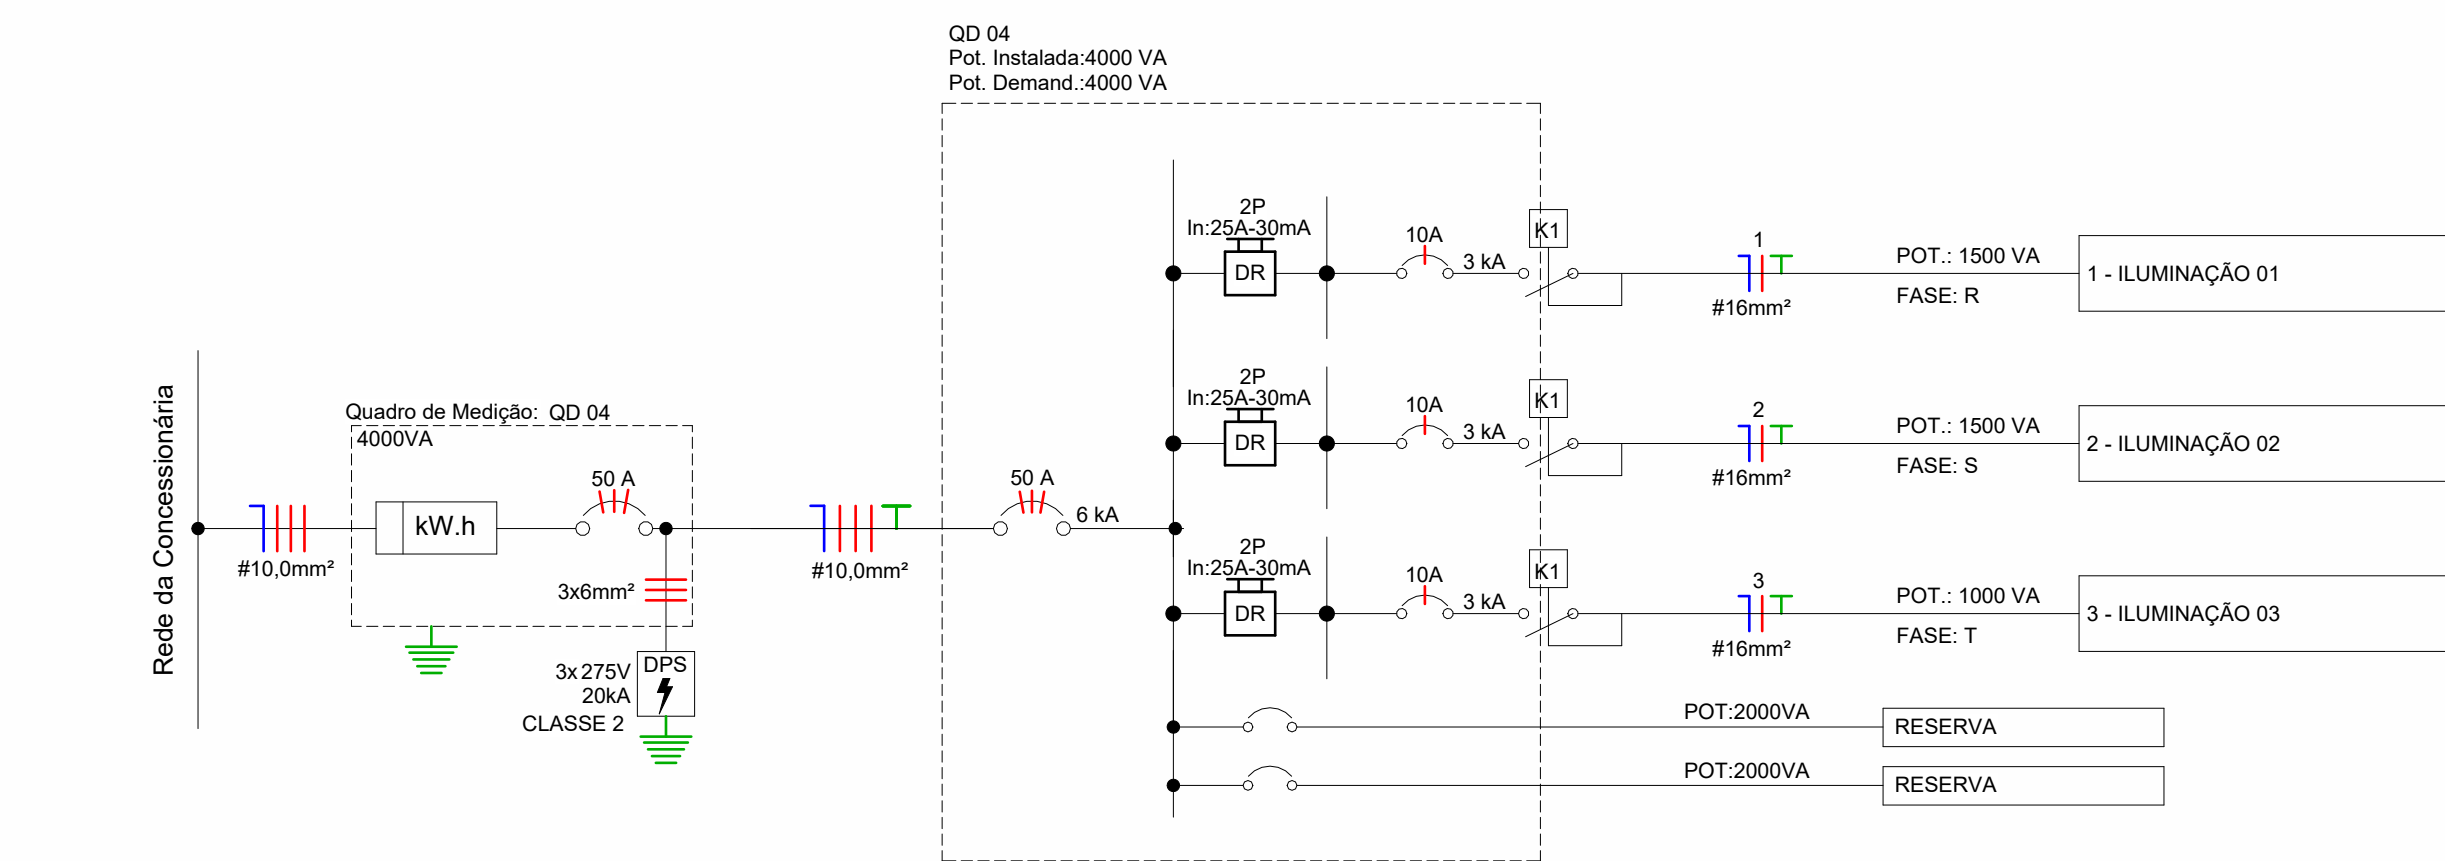 QD 04
Pot. Instalada:4000 VA
Pot. Demand.:4000 VA
Rede da Concessionária
#10,0mm²
Quadro de Medição: QD 04
4000VA
kW.h
50 A
3x6mm²
3x 275V
20kA
CLASSE 2
DPS
#10,0mm²
50 A
6 kA
2P
In:25A-30mA
DR
10A
3 kA
K1
1
#16mm²
POT.: 1500 VA
FASE: R
1 - ILUMINAÇÃO 01
2P
In:25A-30mA
DR
10A
3 kA
K1
2
#16mm²
POT.: 1500 VA
FASE: S
2 - ILUMINAÇÃO 02
2P
In:25A-30mA
DR
10A
3 kA
K1
3
#16mm²
POT.: 1000 VA
FASE: T
3 - ILUMINAÇÃO 03
POT:2000VA
RESERVA
POT:2000VA
RESERVA